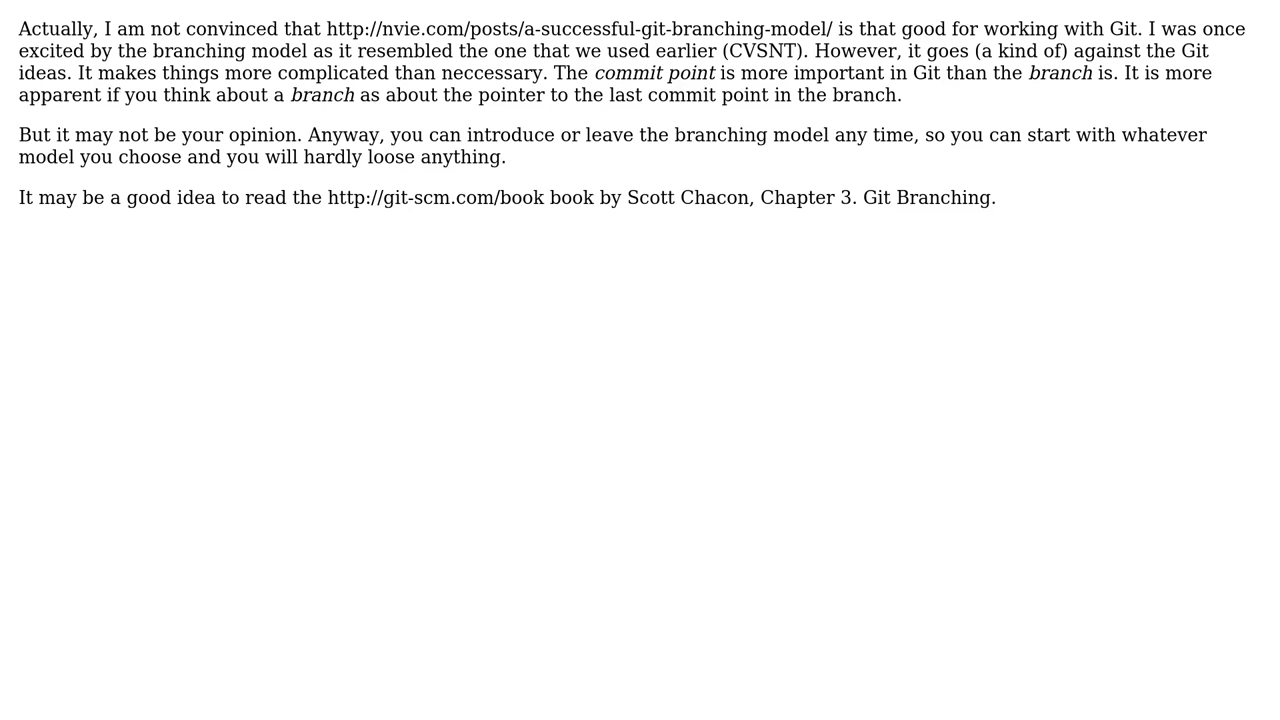 Actually, I am not convinced that http://nvie.com/posts/a-successful-git-branching-model/ is that good for working with Git. I was once
excited by the branching model as it resembled the one that we used earlier (CVSNT). However, it goes (a kind of) against the Git
ideas. It makes things more complicated than neccessary. The commit point is more important in Git than the branch is. It is more
apparent if you think about a branch as about the pointer to the last commit point in the branch.
But it may not be your opinion. Anyway, you can introduce or leave the branching model any time, so you can start with whatever
model you choose and you will hardly loose anything.
It may be a good idea to read the http://git-scm.com/book book by Scott Chacon, Chapter 3. Git Branching.